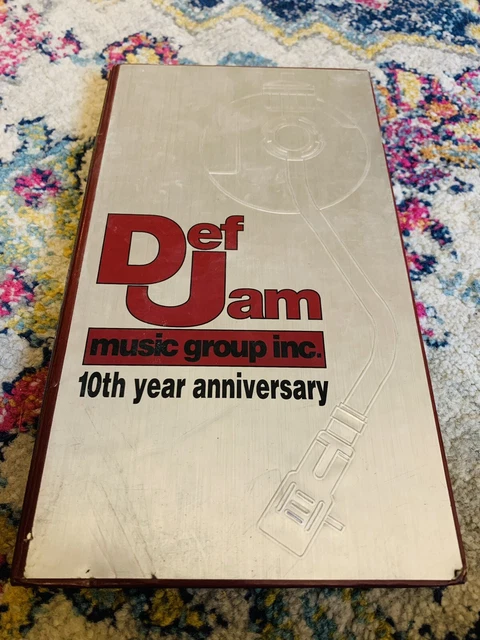 Def
Jam
music group inc.
10th year anniversary